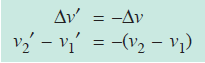 Δv′ = –Δv
v₂′ – v₁′ = –(v₂ – v₁)